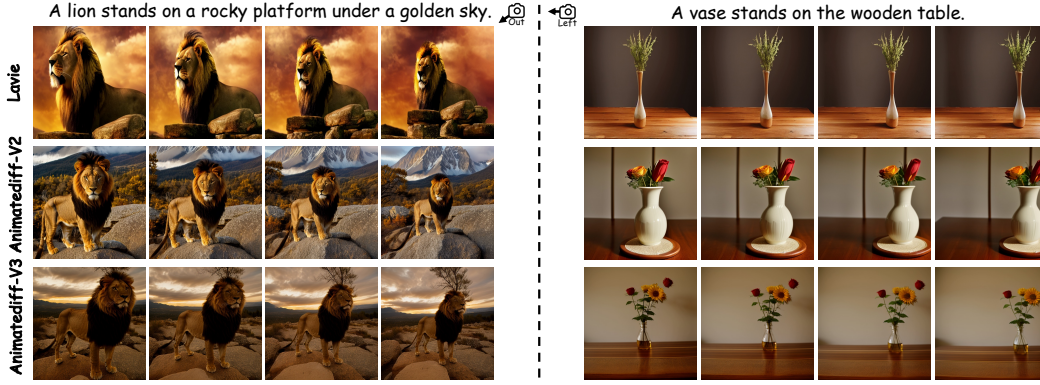 A lion stands on a rocky platform under a golden sky.
Out
Left
A vase stands on the wooden table.
Lavie
Animatediff-V2
Animatediff-V3